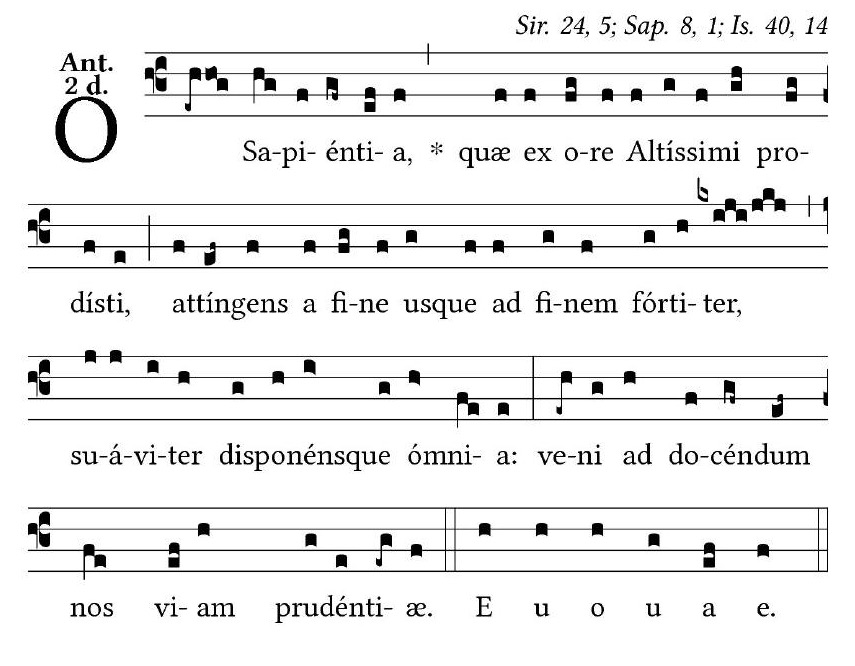 Sir. 24, 5; Sap. 8, 1; Is. 40, 14
Ant.
2 d.
O Sa-pi- énti- a, * quæ ex o-re Altíssimi pro-
dísti, attíngens a fi-ne usque ad fi-nem fórti- ter,
su-á-vi-ter disponénsque ómni- a: ve-ni ad do-céndum
nos vi- am prudénti- æ. E u o u a e.